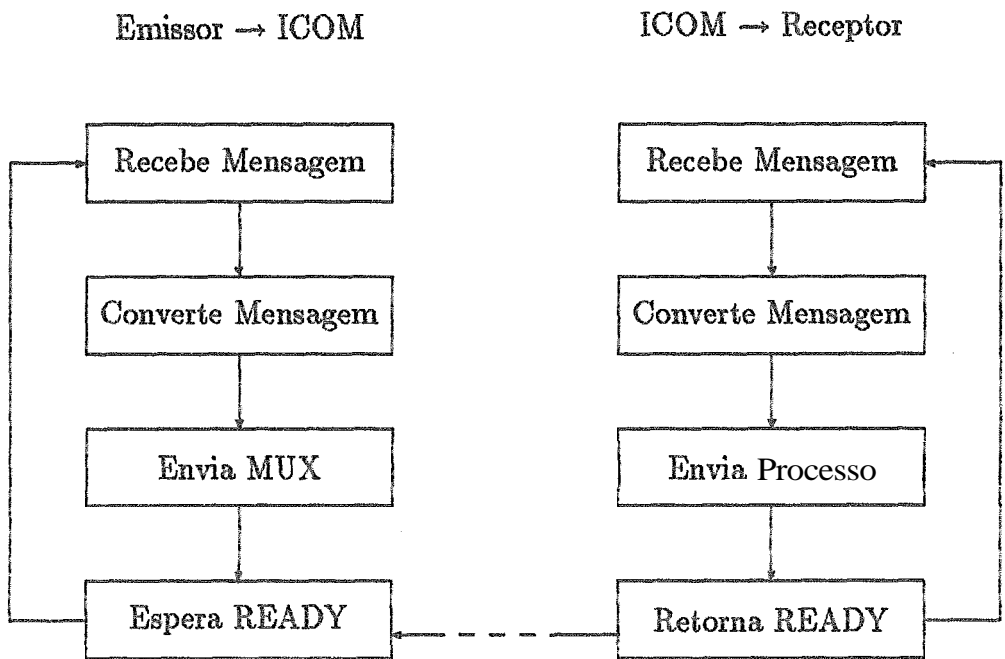 Emissor → ICOM
Recebe Mensagem
Converte Mensagem
Envia MUX
Espera READY
ICOM → Receptor
Recebe Mensagem
Converte Mensagem
Envia Processo
Retorna READY